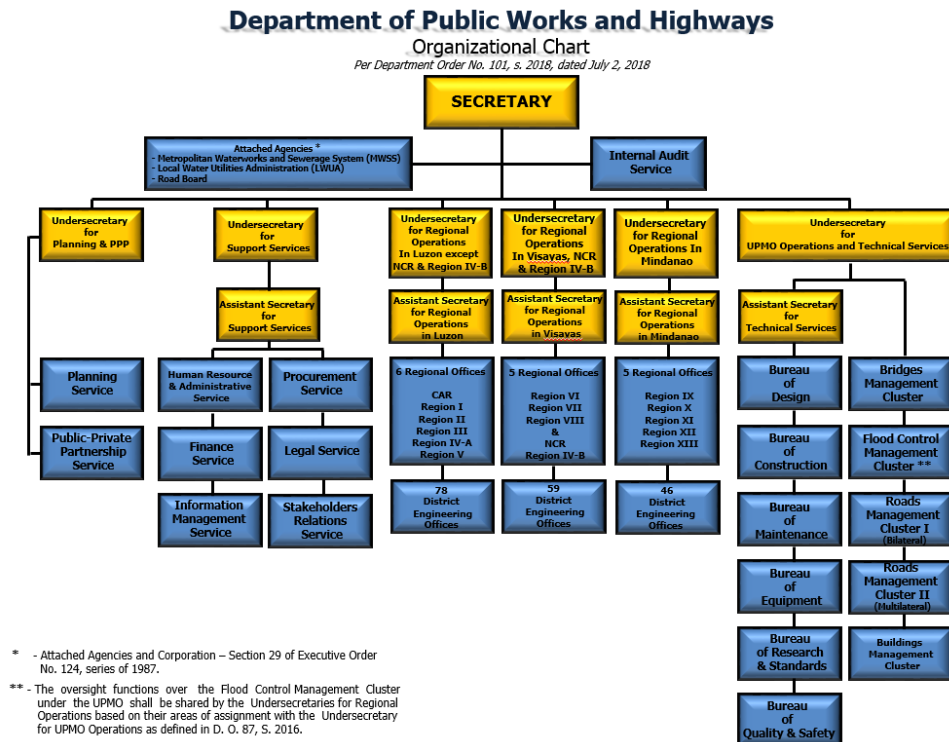 Department of Public Works and Highways
Organizational Chart
Per Department Order No. 101, s. 2018, dated July 2, 2018
SECRETARY
Attached Agencies *
- Metropolitan Waterworks and Sewerage System (MWSS)
- Local Water Utilities Administration (LWUA)
- Road Board
Internal Audit
Service
Undersecretary
for
Planning & PPP
Undersecretary
for
Support Services
Undersecretary
for Regional
Operations
In Luzon except
NCR & Region IV-B
Undersecretary
for Regional
Operations
In Visayas, NCR
& Region IV-B
Undersecretary
for Regional
Operations In
Mindanao
Undersecretary
for
UPMO Operations and Technical Services
Assistant Secretary
for
Support Services
Assistant Secretary
for Regional
Operations
in Luzon
Assistant Secretary
for Regional
Operations
in Visayas
Assistant Secretary
for Regional
Operations
in Mindanao
Assistant Secretary
for
Technical Services
Planning
Service
Public-Private
Partnership
Service
Human Resource
& Administrative
Service
Procurement
Service
Finance
Service
Legal Service
Information
Management
Service
Stakeholders
Relations
Service
6 Regional Offices
CAR
Region I
Region II
Region III
Region IV-A
Region V
78
District
Engineering
Offices
5 Regional Offices
Region VI
Region VII
Region VIII
&
NCR
Region IV-B
59
District
Engineering
Offices
5 Regional Offices
Region IX
Region X
Region XI
Region XII
Region XIII
46
District
Engineering
Offices
Bureau
of
Design
Bureau
of
Construction
Bureau
of
Maintenance
Bureau
of
Equipment
Bureau
of Research
& Standards
Bureau
of
Quality & Safety
Bridges
Management
Cluster
Flood Control
Management
Cluster **
Roads
Management
Cluster I
(Bilateral)
Roads
Management
Cluster II
(Multilateral)
Buildings
Management
Cluster
* - Attached Agencies and Corporation – Section 29 of Executive Order
No. 124, series of 1987.
** - The oversight functions over the Flood Control Management Cluster
under the UPMO shall be shared by the Undersecretaries for Regional
Operations based on their areas of assignment with the Undersecretary
for UPMO Operations as defined in D. O. 87, S. 2016.